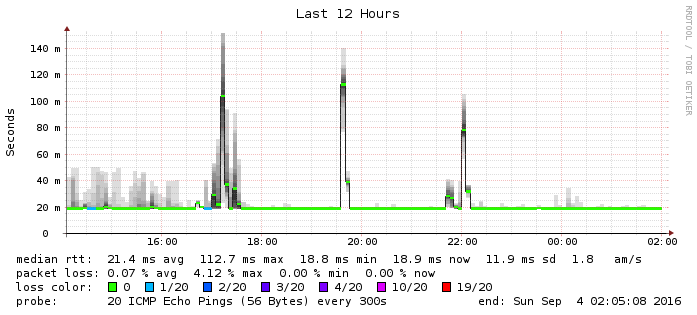 Last 12 Hours
RRDTOOL / TOBI OETIKER
Seconds
140 m
120 m
100 m
80 m
60 m
40 m
20 m
0
16:00 18:00 20:00 22:00 00:00 02:00
median rtt: 21.4 ms avg 112.7 ms max 18.8 ms min 18.9 ms now 11.9 ms sd 1.8 am/s
packet loss: 0.07 % avg 4.12 % max 0.00 % min 0.00 % now
loss color: 0 1/20 2/20 3/20 4/20 10/20 19/20
probe: 20 ICMP Echo Pings (56 Bytes) every 300s end: Sun Sep 4 02:05:08 2016